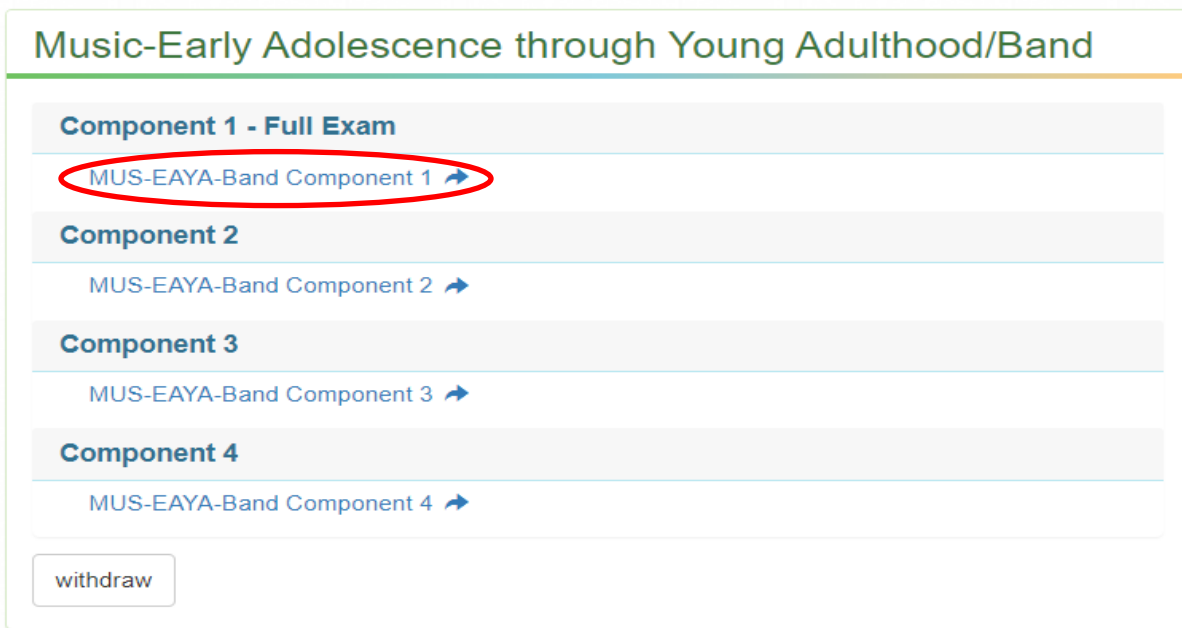 Music-Early Adolescence through Young Adulthood/Band
Component 1 - Full Exam
MUS-EAYA-Band Component 1
Component 2
MUS-EAYA-Band Component 2
Component 3
MUS-EAYA-Band Component 3
Component 4
MUS-EAYA-Band Component 4
withdraw